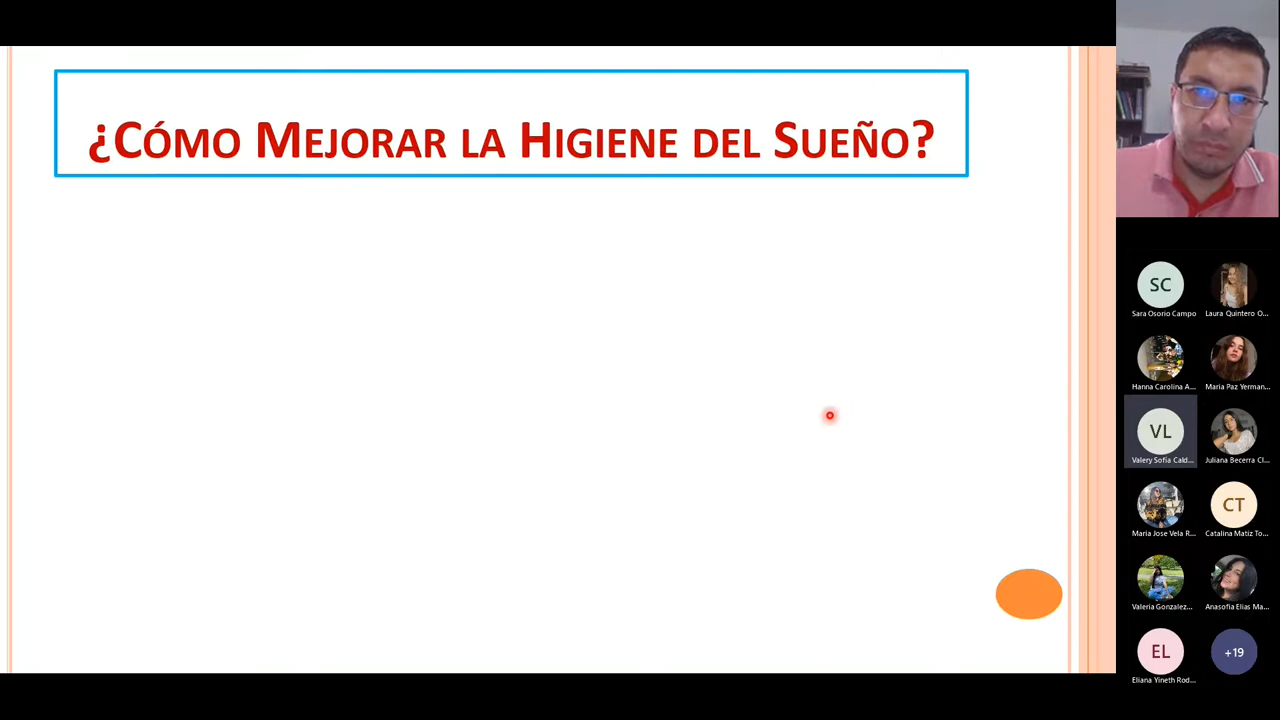 ¿Cómo Mejorar la Higiene del Sueño?
SC
Sara Osorio Campo
Laura Quintero O...
Hanna Carolina A...
Maria Paz Yerman...
VL
Valery Sofía Cald...
Juliana Becerra Cl...
Maria Jose Vela R...
CT
Catalina Matiz To...
Valeria Gonzalez...
Anasofia Elias Ma...
EL
+19
Eliana Yineth Rod...